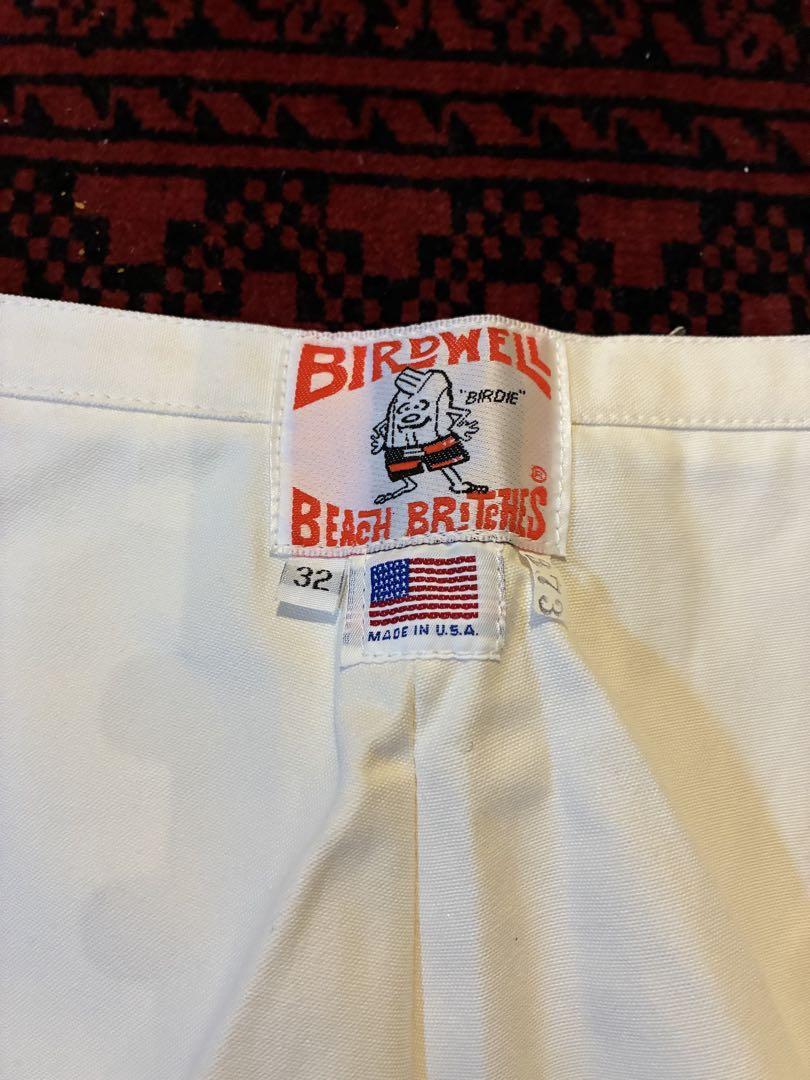 BIRDWELL
"BIRDIE"
BEACH BRITCHES
®
32
MADE IN U.S.A.